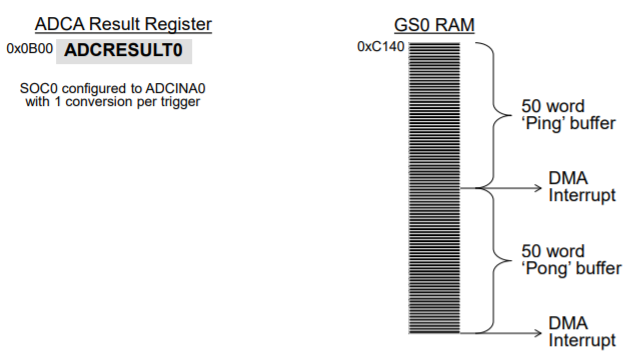 ADCA Result Register
0x0B00 ADCRESULT0
SOC0 configured to ADCINA0
with 1 conversion per trigger
GS0 RAM
0xC140
50 word
‘Ping’ buffer
DMA
Interrupt
50 word
‘Pong’ buffer
DMA
Interrupt